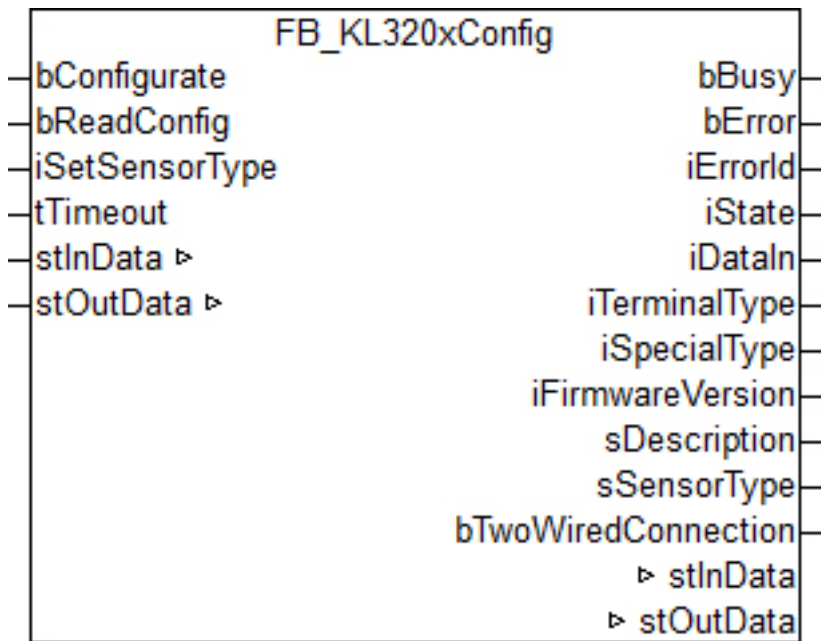 FB_KL320xConfig
bConfigurate bBusy
bReadConfig bError
iSetSensorType iErrorId
tTimeout iState
stInData ▹ iDataIn
stOutData ▹ iTerminalType
iSpecialType
iFirmwareVersion
sDescription
sSensorType
bTwoWiredConnection
▹ stInData
▹ stOutData